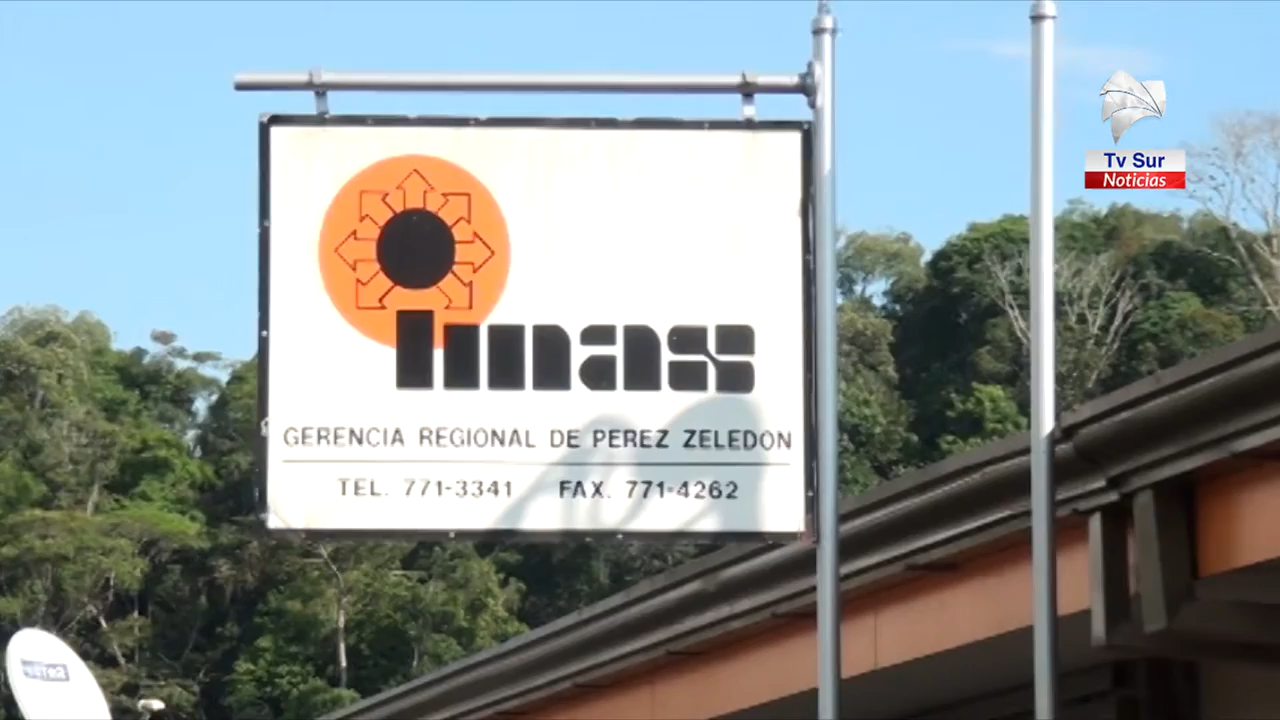 Tv Sur
Noticias
imas
GERENCIA REGIONAL DE PEREZ ZELEDON
TEL. 771-3341 FAX. 771-4262